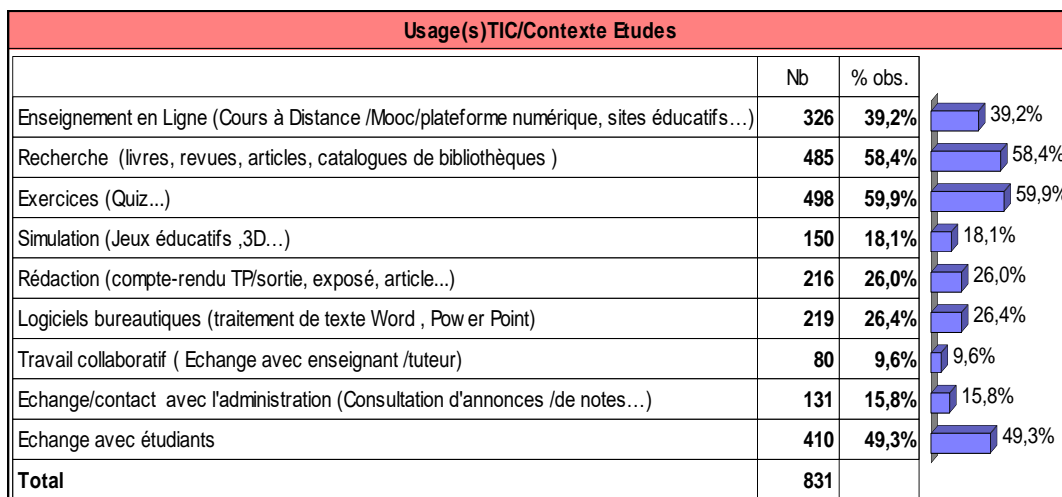 Usage(s)TIC/Contexte Etudes
Nb % obs.
Enseignement en Ligne (Cours à Distance /Mooc/plateforme numérique, sites éducatifs…) 326 39,2% 39,2%
Recherche (livres, revues, articles, catalogues de bibliothèques ) 485 58,4% 58,4%
Exercices (Quiz...) 498 59,9% 59,9%
Simulation (Jeux éducatifs ,3D…) 150 18,1% 18,1%
Rédaction (compte-rendu TP/sortie, exposé, article...) 216 26,0% 26,0%
Logiciels bureautiques (traitement de texte Word , Power Point) 219 26,4% 26,4%
Travail collaboratif ( Echange avec enseignant /tuteur) 80 9,6% 9,6%
Echange/contact avec l'administration (Consultation d'annonces /de notes…) 131 15,8% 15,8%
Echange avec étudiants 410 49,3% 49,3%
Total 831